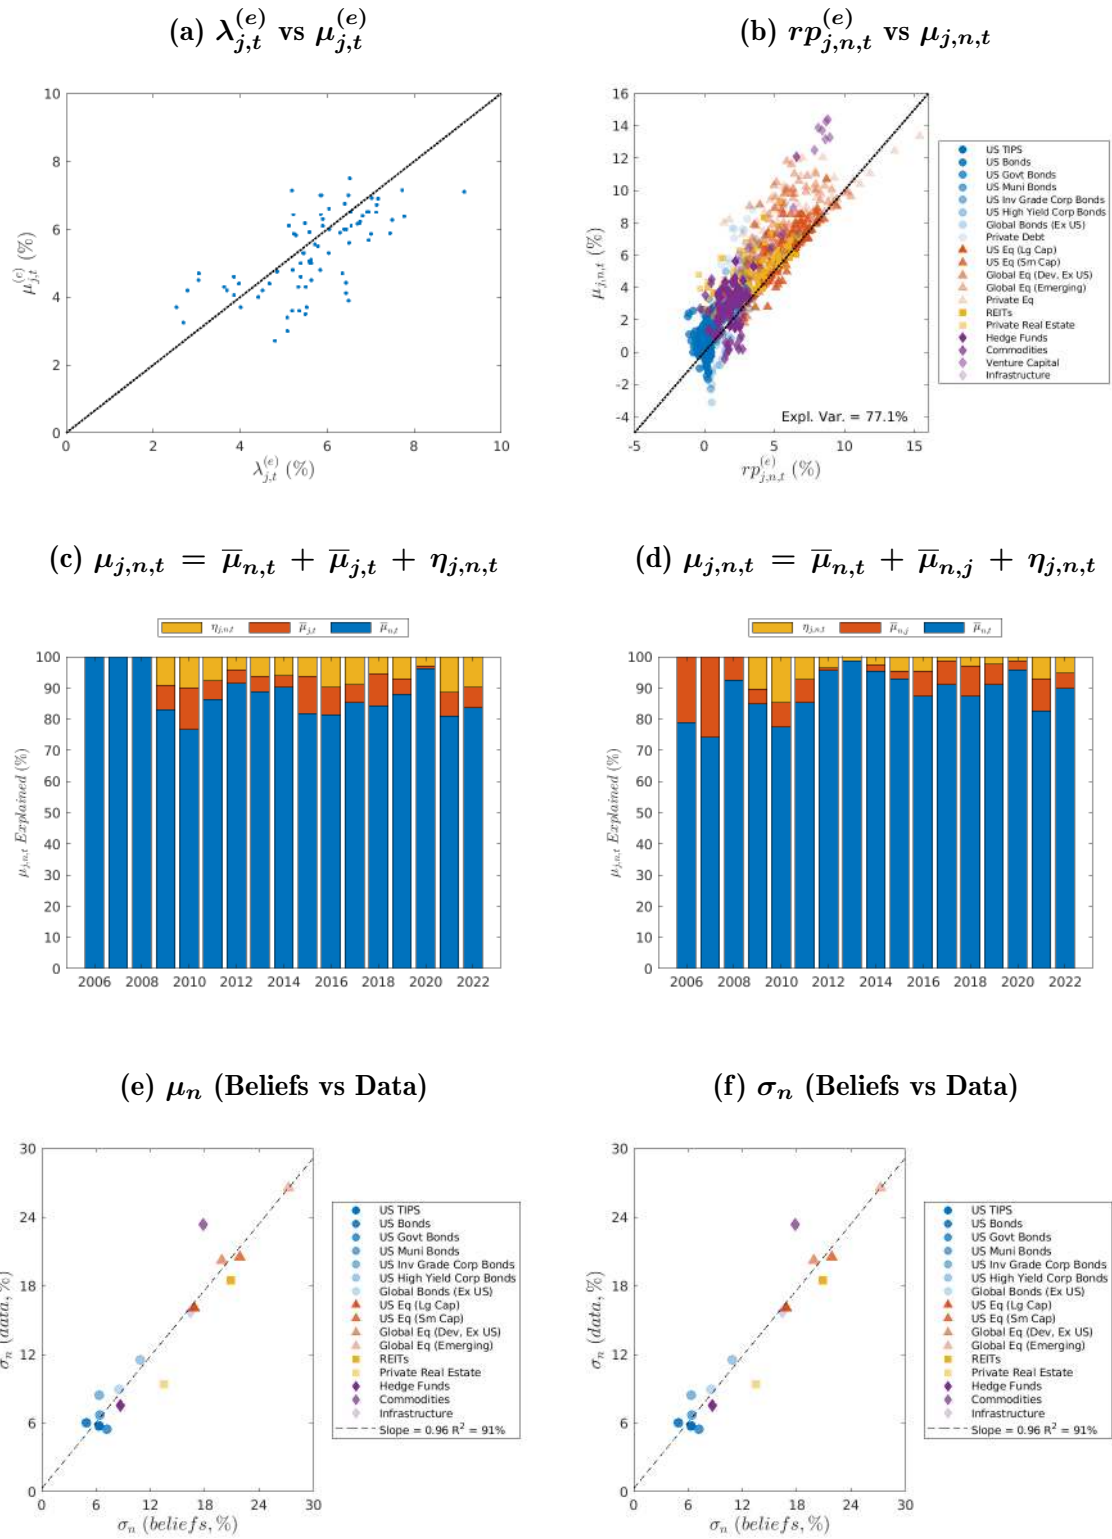 (a) λ_{j,t}^{(e)} vs μ_{j,t}^{(e)}
10
8
6
4
2
0
μ_{j,t}^{(e)} (%)
0 2 4 6 8 10
λ_{j,t}^{(e)} (%)
(b) rp_{j,n,t}^{(e)} vs μ_{j,n,t}
16
14
12
10
8
6
4
2
0
-2
-4
μ_{j,n,t} (%)
Expl. Var. = 77.1%
-5 0 5 10 15
rp_{j,n,t}^{(e)} (%)
US TIPS
US Bonds
US Govt Bonds
US Muni Bonds
US Inv Grade Corp Bonds
US High Yield Corp Bonds
Global Bonds (Ex US)
Private Debt
US Eq (Lg Cap)
US Eq (Sm Cap)
Global Eq (Dev, Ex US)
Global Eq (Emerging)
Private Eq
REITs
Private Real Estate
Hedge Funds
Commodities
Venture Capital
Infrastructure
(c) μ_{j,n,t} = μ̅_{n,t} + μ̅_{j,t} + η_{j,n,t}
η_{j,n,t} μ̅_{j,t} μ̅_{n,t}
100
90
80
70
60
50
40
30
20
10
0
μ_{j,n,t} Explained (%)
2006 2008 2010 2012 2014 2016 2018 2020 2022
(d) μ_{j,n,t} = μ̅_{n,t} + μ̅_{n,j} + η_{j,n,t}
η_{j,n,t} μ̅_{n,j} μ̅_{n,t}
100
90
80
70
60
50
40
30
20
10
0
μ_{j,n,t} Explained (%)
2006 2008 2010 2012 2014 2016 2018 2020 2022
(e) μ_n (Beliefs vs Data)
30
24
18
12
6
0
σ_n (data, %)
0 6 12 18 24 30
σ_n (beliefs, %)
US TIPS
US Bonds
US Govt Bonds
US Muni Bonds
US Inv Grade Corp Bonds
US High Yield Corp Bonds
Global Bonds (Ex US)
US Eq (Lg Cap)
US Eq (Sm Cap)
Global Eq (Dev, Ex US)
Global Eq (Emerging)
REITs
Private Real Estate
Hedge Funds
Commodities
Infrastructure
Slope = 0.96 R² = 91%
(f) σ_n (Beliefs vs Data)
30
24
18
12
6
0
σ_n (data, %)
0 6 12 18 24 30
σ_n (beliefs, %)
US TIPS
US Bonds
US Govt Bonds
US Muni Bonds
US Inv Grade Corp Bonds
US High Yield Corp Bonds
Global Bonds (Ex US)
US Eq (Lg Cap)
US Eq (Sm Cap)
Global Eq (Dev, Ex US)
Global Eq (Emerging)
REITs
Private Real Estate
Hedge Funds
Commodities
Infrastructure
Slope = 0.96 R² = 91%